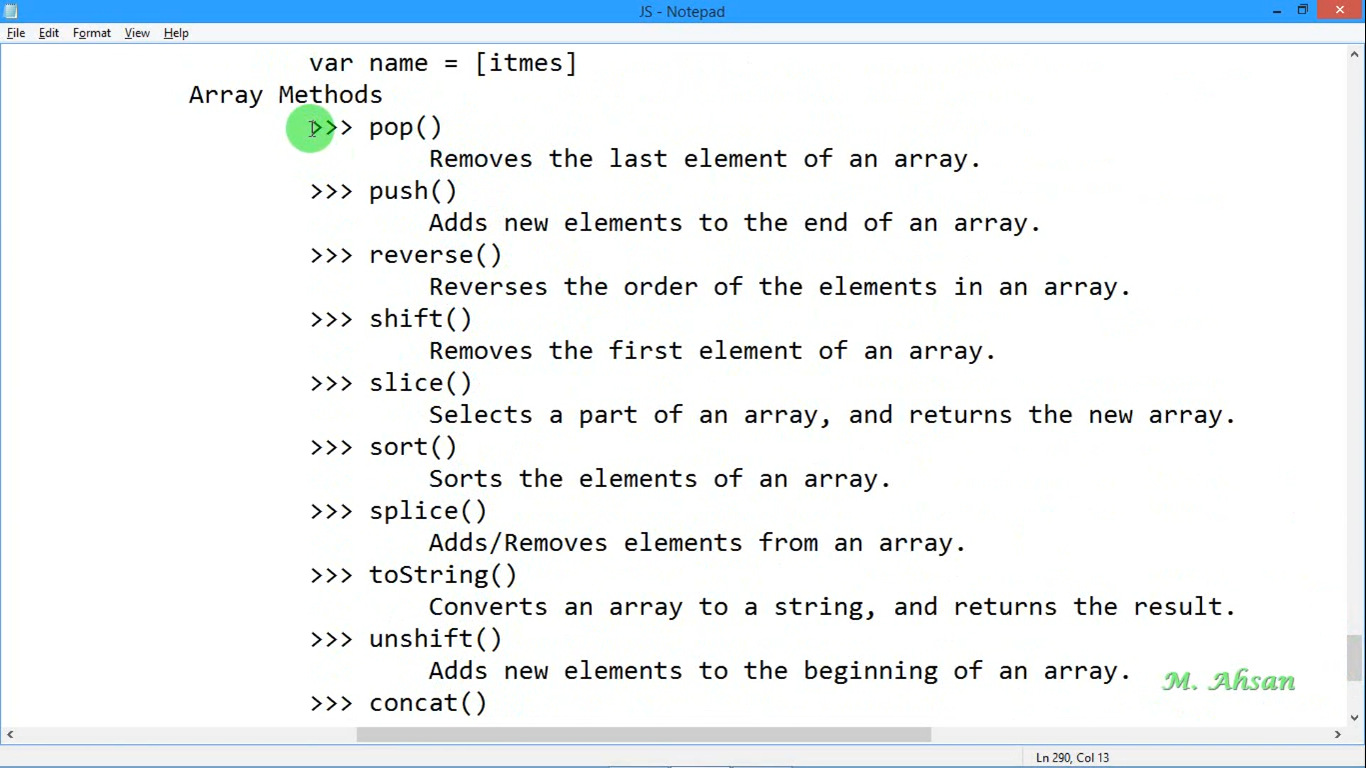 JS - Notepad
File Edit Format View Help
var name = [itmes]
Array Methods
>>> pop()
Removes the last element of an array.
>>> push()
Adds new elements to the end of an array.
>>> reverse()
Reverses the order of the elements in an array.
>>> shift()
Removes the first element of an array.
>>> slice()
Selects a part of an array, and returns the new array.
>>> sort()
Sorts the elements of an array.
>>> splice()
Adds/Removes elements from an array.
>>> toString()
Converts an array to a string, and returns the result.
>>> unshift()
Adds new elements to the beginning of an array.
M. Ahsan
>>> concat()
Ln 290, Col 13